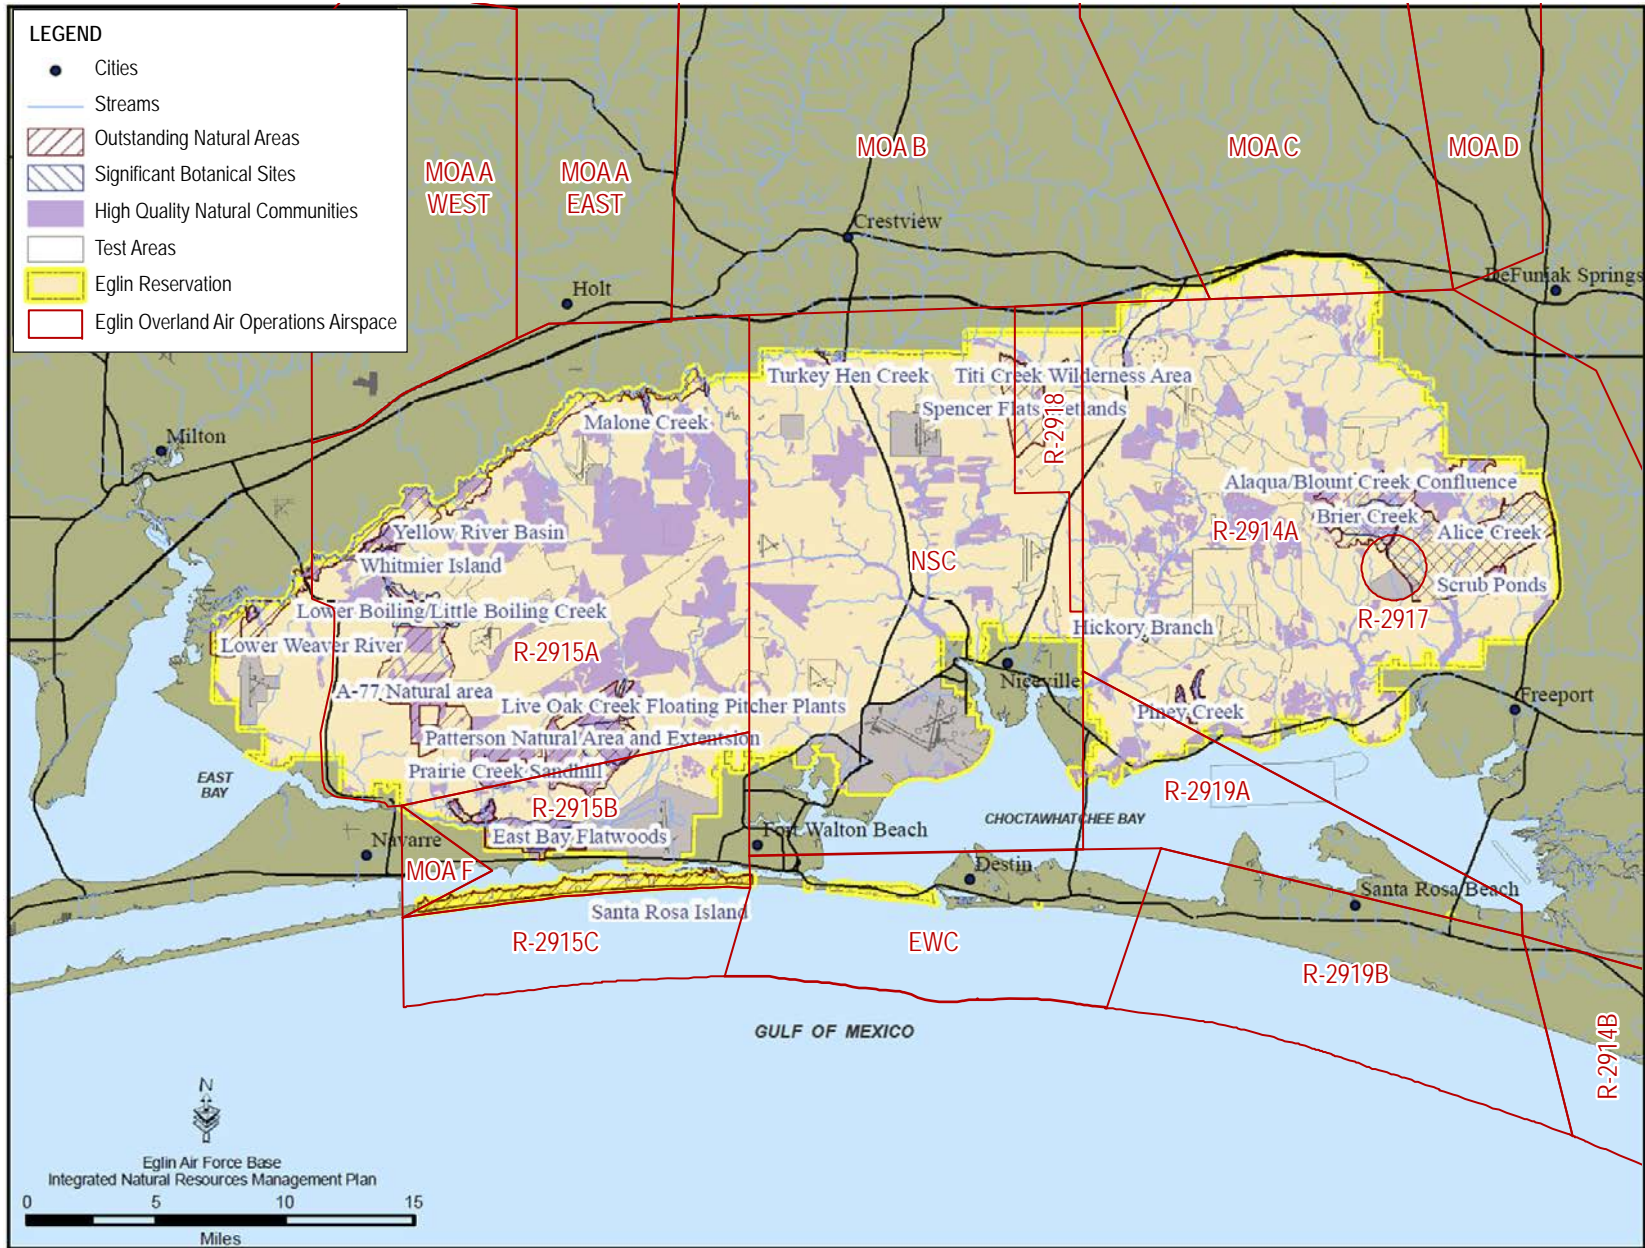 LEGEND
Cities
Streams
Outstanding Natural Areas
Significant Botanical Sites
High Quality Natural Communities
Test Areas
Eglin Reservation
Eglin Overland Air Operations Airspace
MOA A
WEST
MOA A
EAST
MOA B
MOA C
MOA D
Crestview
Holt
DeFuniak Springs
Milton
Turkey Hen Creek
Titi Creek Wilderness Area
Spencer Flats Wetlands
R-2918
Malone Creek
Alaqua/Blount Creek Confluence
Brier Creek
R-2914A
Alice Creek
Yellow River Basin
Whitmier Island
NSC
Scrub Ponds
Lower Boiling/Little Boiling Creek
R-2917
Hickory Branch
Lower Weaver River
R-2915A
Niceville
A-77 Natural area
Live Oak Creek Floating Pitcher Plants
Piney Creek
Freeport
Patterson Natural Area and Extentsion
Prairie Creek Sandhill
EAST
BAY
R-2915B
R-2919A
CHOCTAWHATCHEE BAY
Navarre
East Bay Flatwoods
Fort Walton Beach
MOA F
Destin
Santa Rosa Beach
Santa Rosa Island
R-2915C
EWC
R-2919B
GULF OF MEXICO
R-2914B
N
Eglin Air Force Base
Integrated Natural Resources Management Plan
0 5 10 15
Miles